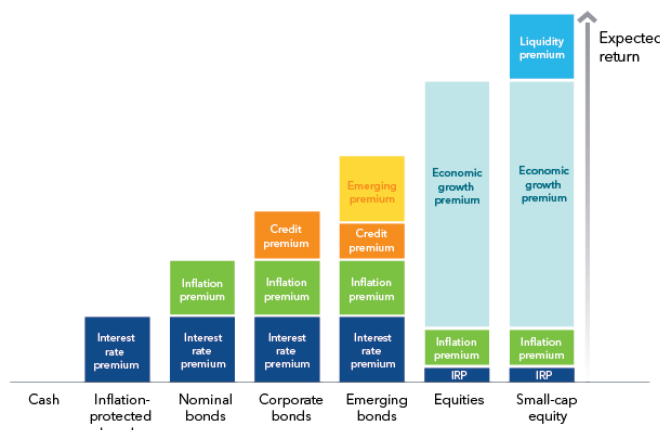 Liquidity
premium
Expected
return
Economic
growth
premium
Economic
growth
premium
Emerging
premium
Credit
premium
Credit
premium
Inflation
premium
Inflation
premium
Inflation
premium
Inflation
premium
Inflation
premium
Interest
rate
premium
Interest
rate
premium
Interest
rate
premium
Interest
rate
premium
IRP
IRP
Cash
Inflation-
protected
Nominal
bonds
Corporate
bonds
Emerging
bonds
Equities
Small-cap
equity